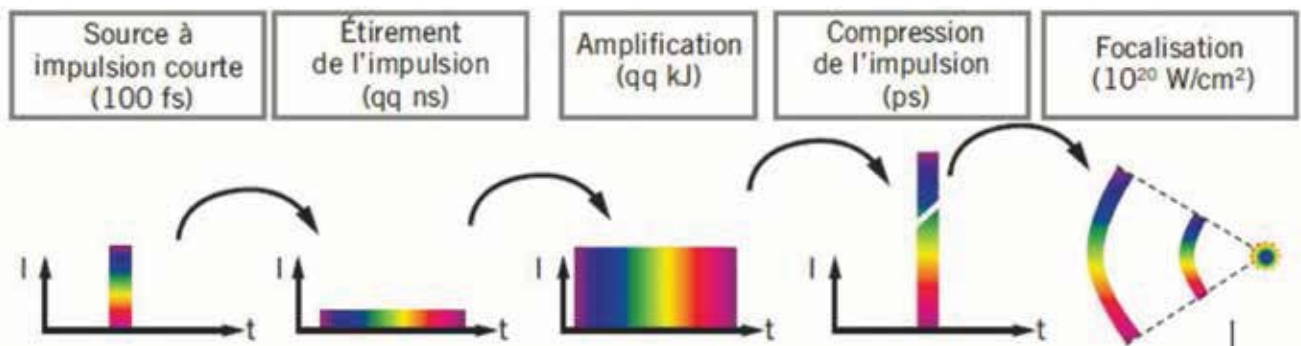 Source à
impulsion courte
(100 fs)
Étirement
de l'impulsion
(qq ns)
Amplification
(qq kJ)
Compression
de l'impulsion
(ps)
Focalisation
(10²⁰ W/cm²)
I
t
I
t
I
t
I
t